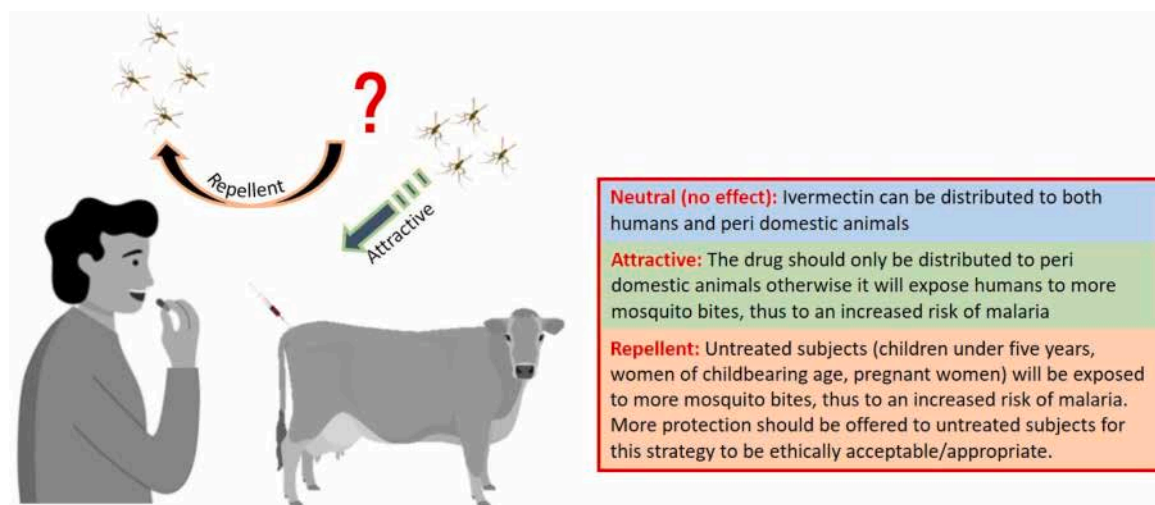 ?
Repellent
Attractive
Neutral (no effect): Ivermectin can be distributed to both
humans and peri domestic animals
Attractive: The drug should only be distributed to peri
domestic animals otherwise it will expose humans to more
mosquito bites, thus to an increased risk of malaria
Repellent: Untreated subjects (children under five years,
women of childbearing age, pregnant women) will be exposed
to more mosquito bites, thus to an increased risk of malaria.
More protection should be offered to untreated subjects for
this strategy to be ethically acceptable/appropriate.